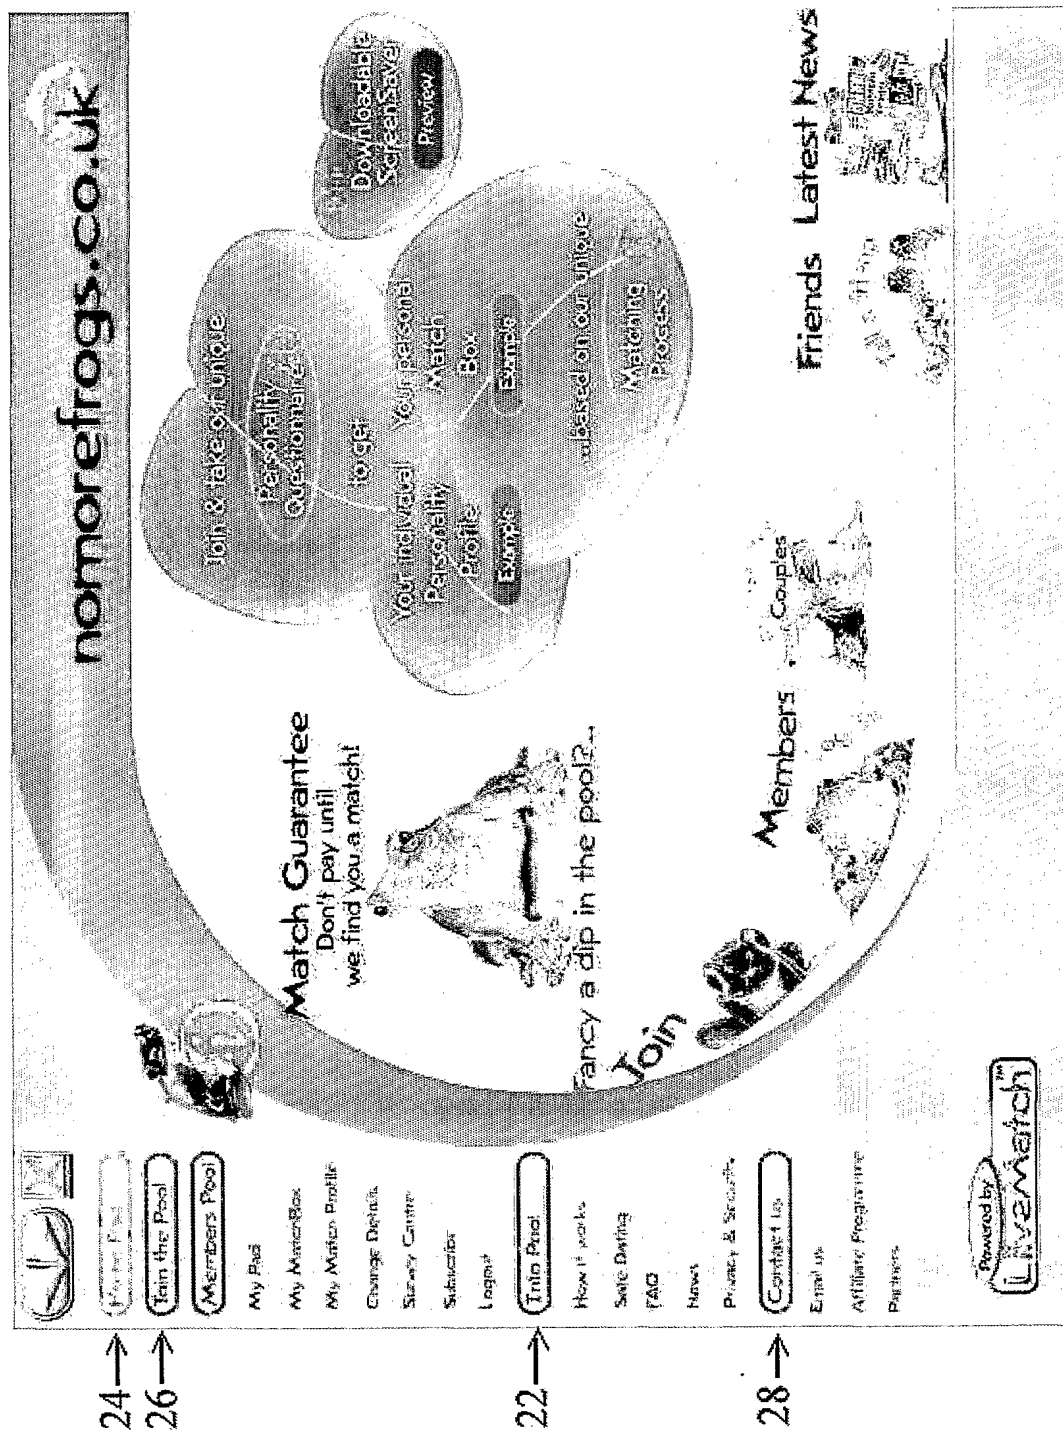 nomorefrogs.co.uk
24
26
Join the Pool
Members Pool
My Pad
My MatchBox
My Match Profile
Change Details
Survey Centre
Subscribe
Logout
22
Info Pool
How it works
Safe Dating
FAQ
News
Privacy & Security
28
Contact us
Email us
Affiliate Programme
Partners
Powered by
LiveMatch™
Match Guarantee
Don't pay until
we find you a match!
Fancy a dip in the pool?...
Join
Members
Couples
Friends
Latest News
Join & take our unique
Personality
Questionnaire
to get
Your individual
Personality
Profile
Example
Your personal
Match
Box
Example
...based on our unique
Matching
Process
Downloadable
ScreenSaver
Preview